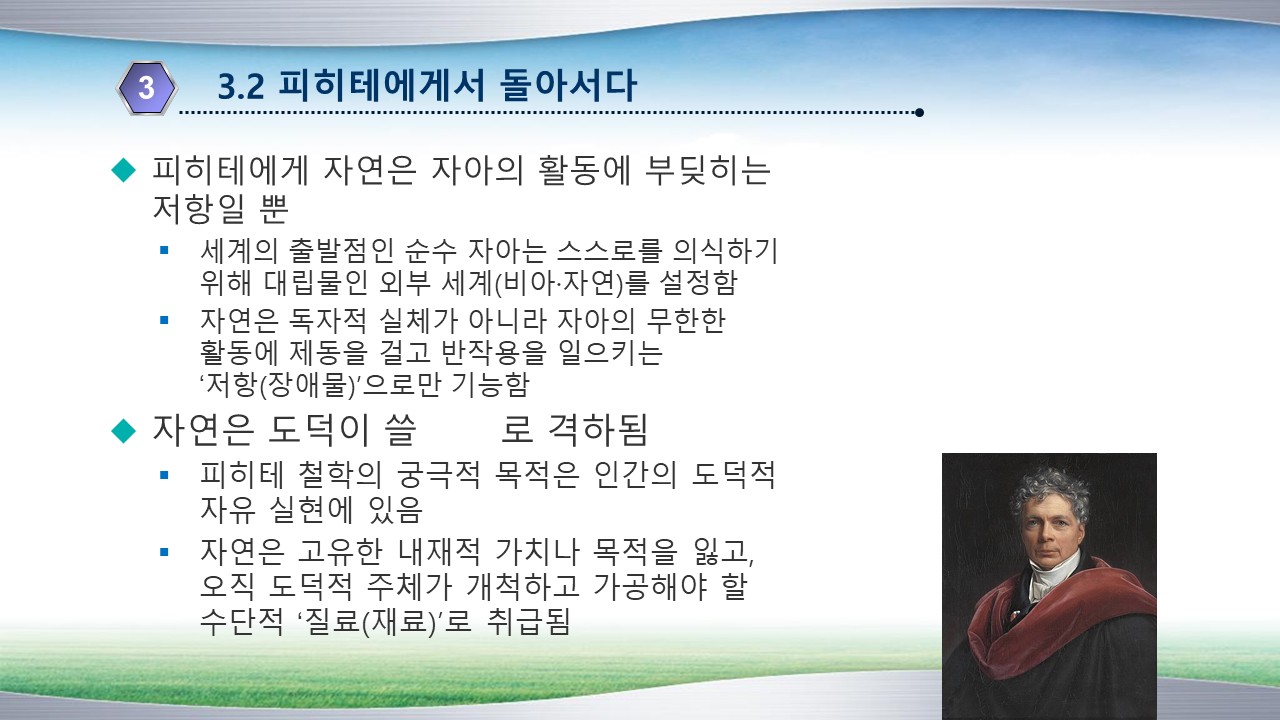 3
3.2 피히테에게서 돌아서다
피히테에게 자연은 자아의 활동에 부딪히는
저항일 뿐
세계의 출발점인 순수 자아는 스스로를 의식하기
위해 대립물인 외부 세계(비아·자연)를 설정함
자연은 독자적 실체가 아니라 자아의 무한한
활동에 제동을 걸고 반작용을 일으키는
‘저항(장애물)’으로만 기능함
자연은 도덕이 쓸 로 격하됨
피히테 철학의 궁극적 목적은 인간의 도덕적
자유 실현에 있음
자연은 고유한 내재적 가치나 목적을 잃고,
오직 도덕적 주체가 개척하고 가공해야 할
수단적 ‘질료(재료)’로 취급됨